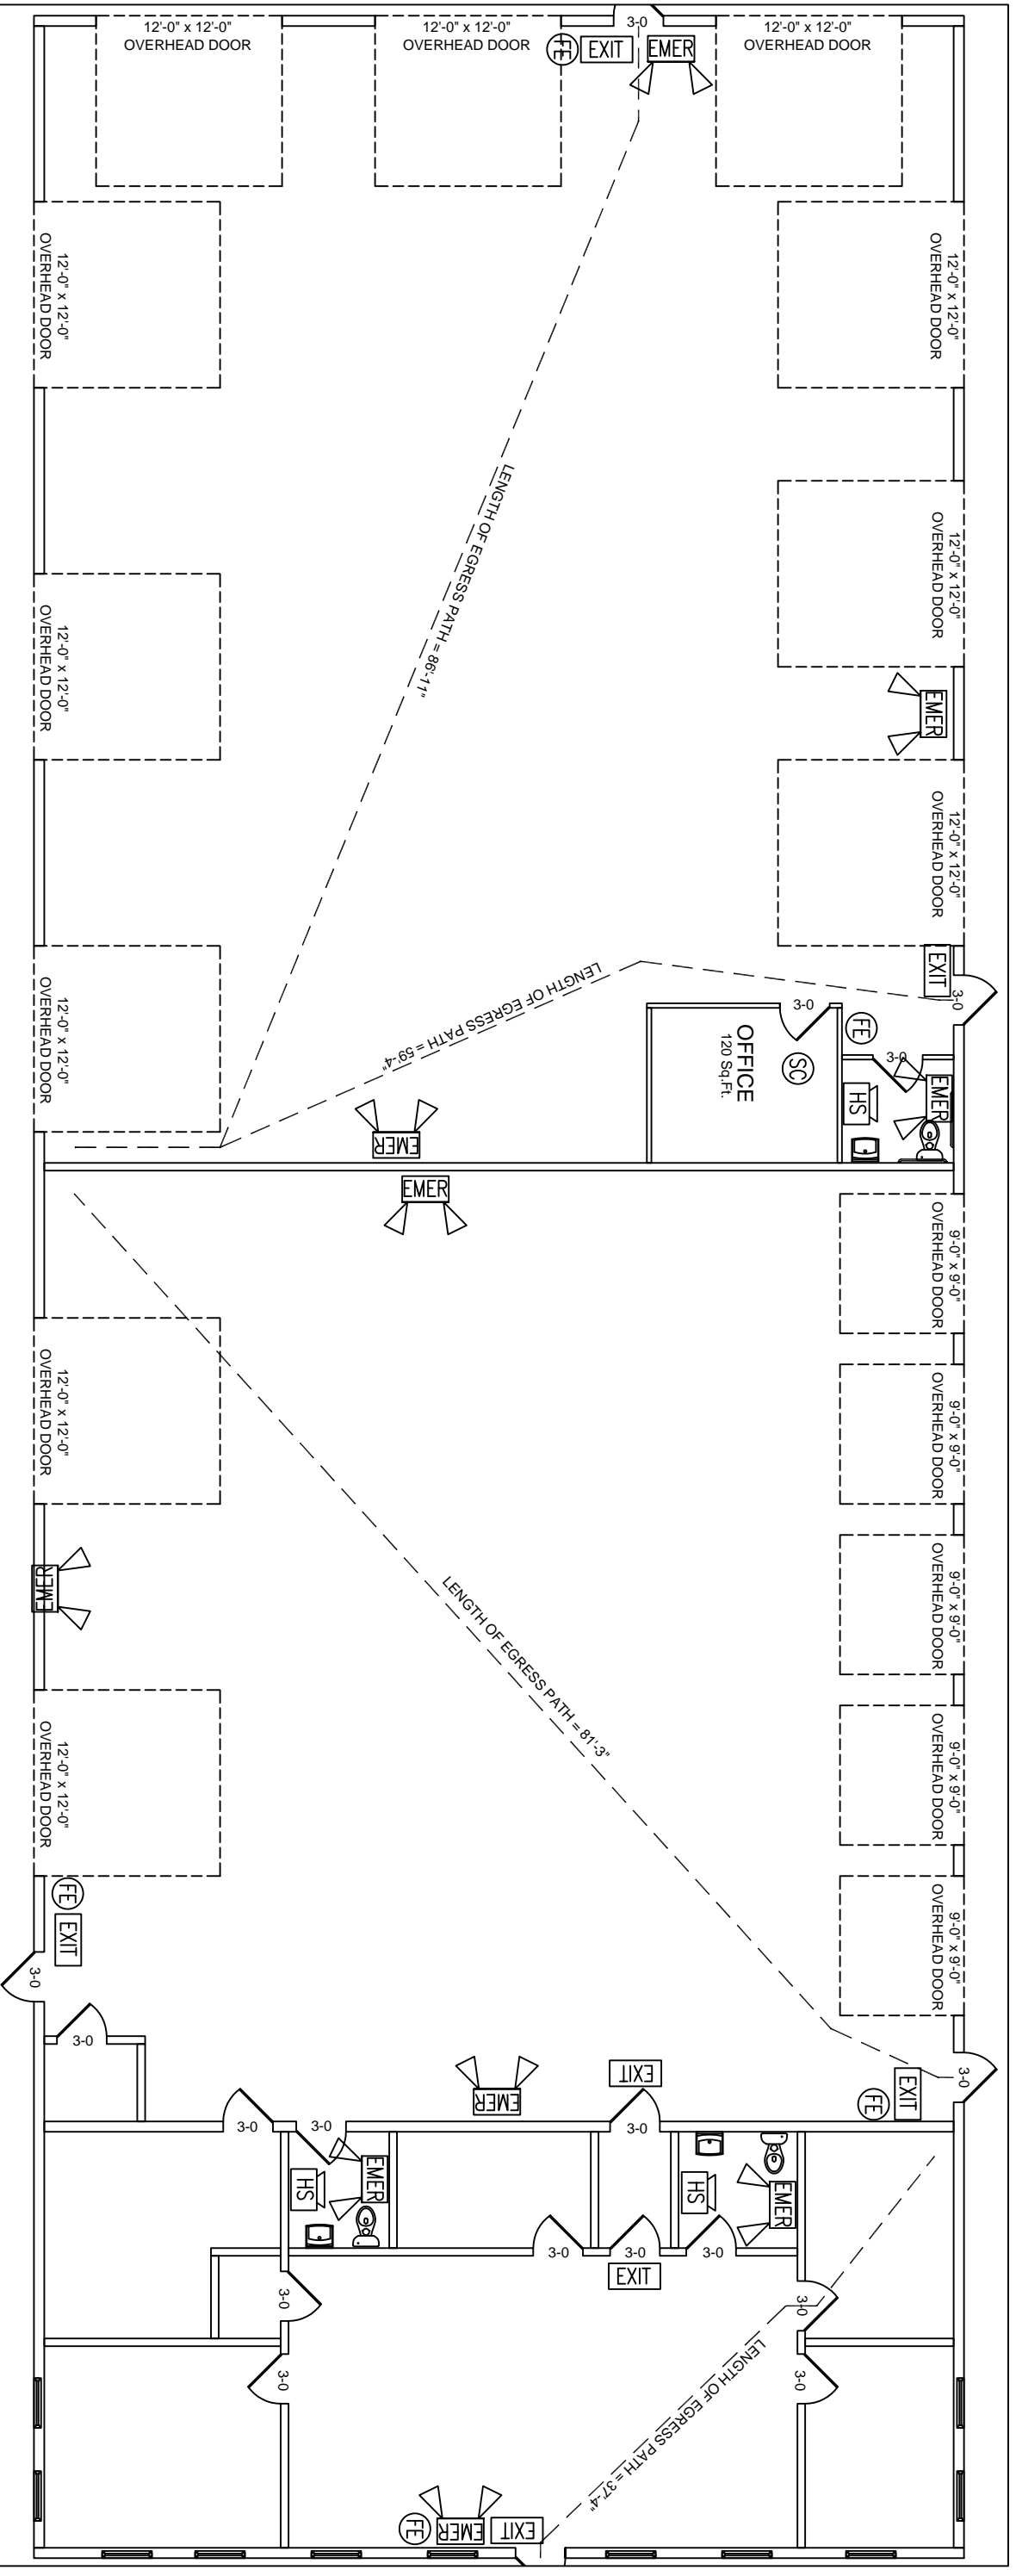 12'-0" x 12'-0"
OVERHEAD DOOR
12'-0" x 12'-0"
OVERHEAD DOOR
FE
EXIT
3-0
EMER
12'-0" x 12'-0"
OVERHEAD DOOR
12'-0" x 12'-0"
OVERHEAD DOOR
12'-0" x 12'-0"
OVERHEAD DOOR
12'-0" x 12'-0"
OVERHEAD DOOR
LENGTH OF EGRESS PATH = 86'-11"
12'-0" x 12'-0"
OVERHEAD DOOR
EMER
12'-0" x 12'-0"
OVERHEAD DOOR
EXIT
3-0
LENGTH OF EGRESS PATH = 59'-4"
12'-0" x 12'-0"
OVERHEAD DOOR
3-0
FE
OFFICE
120 Sq.Ft.
SC
3-0
EMER
HS
EMER
EMER
9'-0" x 9'-0"
OVERHEAD DOOR
12'-0" x 12'-0"
OVERHEAD DOOR
9'-0" x 9'-0"
OVERHEAD DOOR
EMER
LENGTH OF EGRESS PATH = 81'-3"
9'-0" x 9'-0"
OVERHEAD DOOR
12'-0" x 12'-0"
OVERHEAD DOOR
9'-0" x 9'-0"
OVERHEAD DOOR
9'-0" x 9'-0"
OVERHEAD DOOR
FE
EXIT
3-0
3-0
3-0
EXIT
FE
EMER
EXIT
3-0
3-0
3-0
EMER
HS
HS
EMER
3-0
3-0
3-0
EXIT
3-0
3-0
3-0
3-0
LENGTH OF EGRESS PATH = 37'-4"
FE
EMER
EXIT